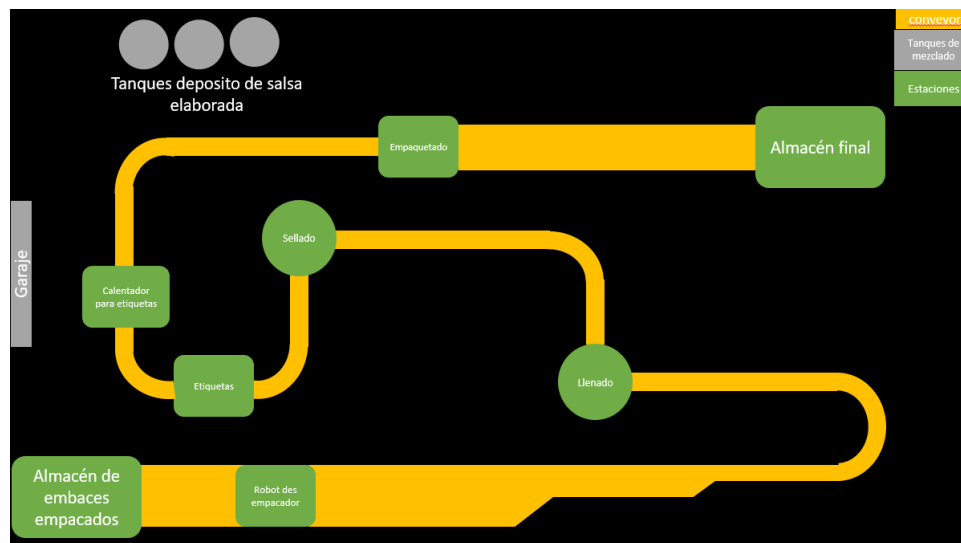 conveyor
Tanques de
mezclado
Estaciones
Tanques deposito de salsa
elaborada
Empaquetado
Almacén final
Sellado
Garaje
Calentador
para etiquetas
Etiquetas
Llenado
Almacén de
embaces
empacados
Robot des
empacador